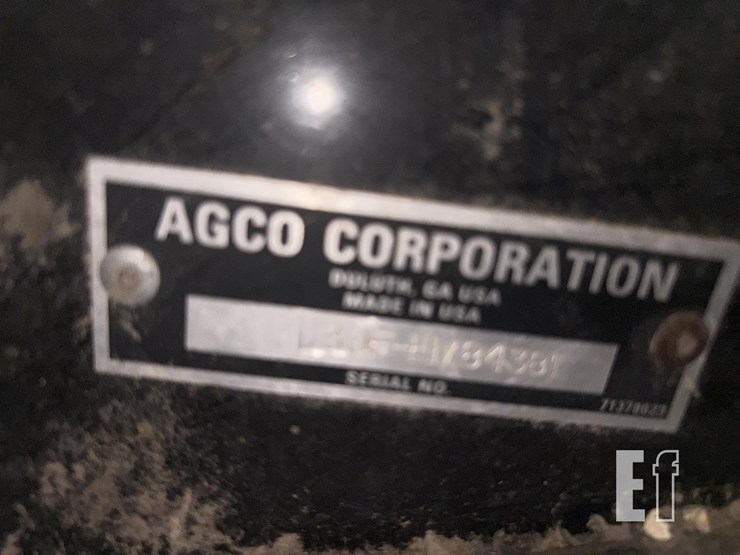 AGCO CORPORATION
DULUTH, GA USA
MADE IN USA
SERIAL NO.
Ef